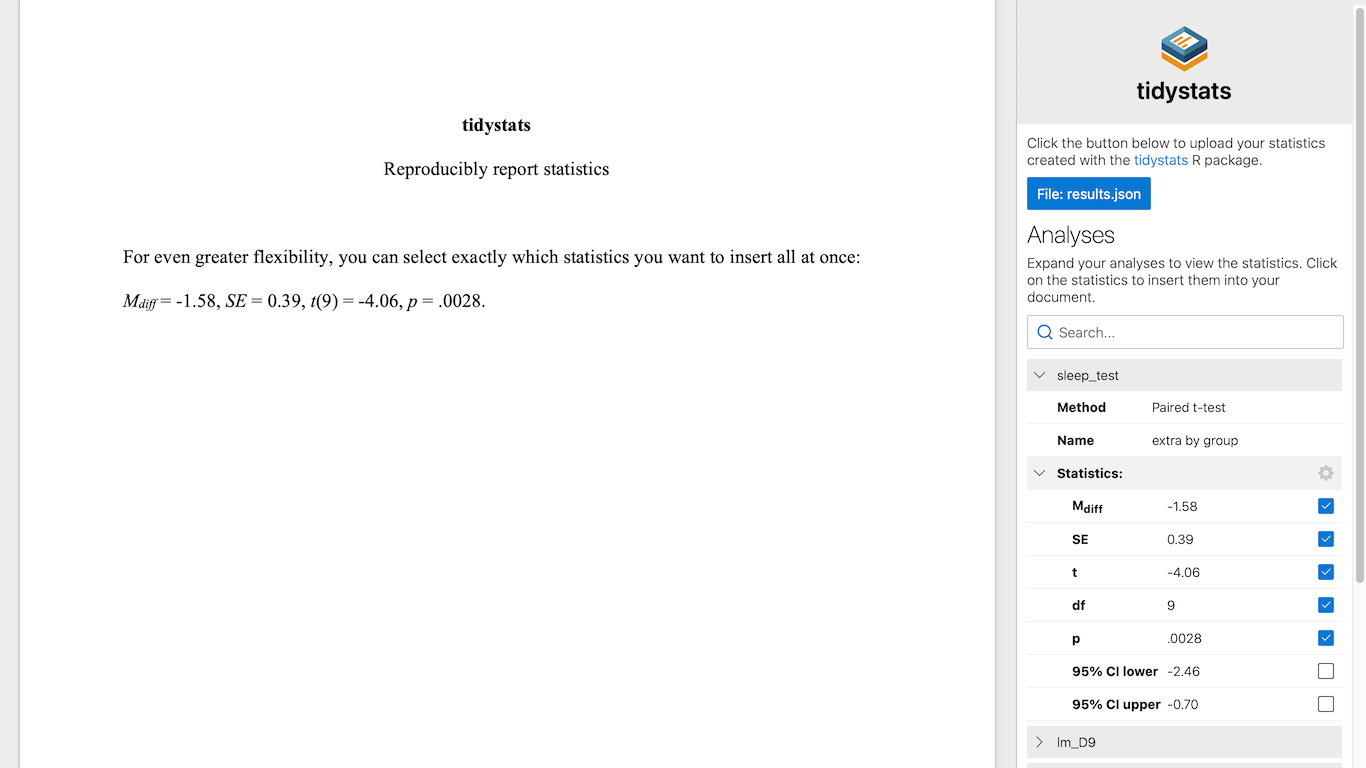 tidystats
Reproducibly report statistics
For even greater flexibility, you can select exactly which statistics you want to insert all at once:
Mdiff = -1.58, SE = 0.39, t(9) = -4.06, p = .0028.
tidystats
Click the button below to upload your statistics
created with the tidystats R package.
File: results.json
Analyses
Expand your analyses to view the statistics. Click
on the statistics to insert them into your
document.
Search...
sleep_test
Method Paired t-test
Name extra by group
Statistics:
Mdiff -1.58
SE 0.39
t -4.06
df 9
p .0028
95% CI lower -2.46
95% CI upper -0.70
lm_D9